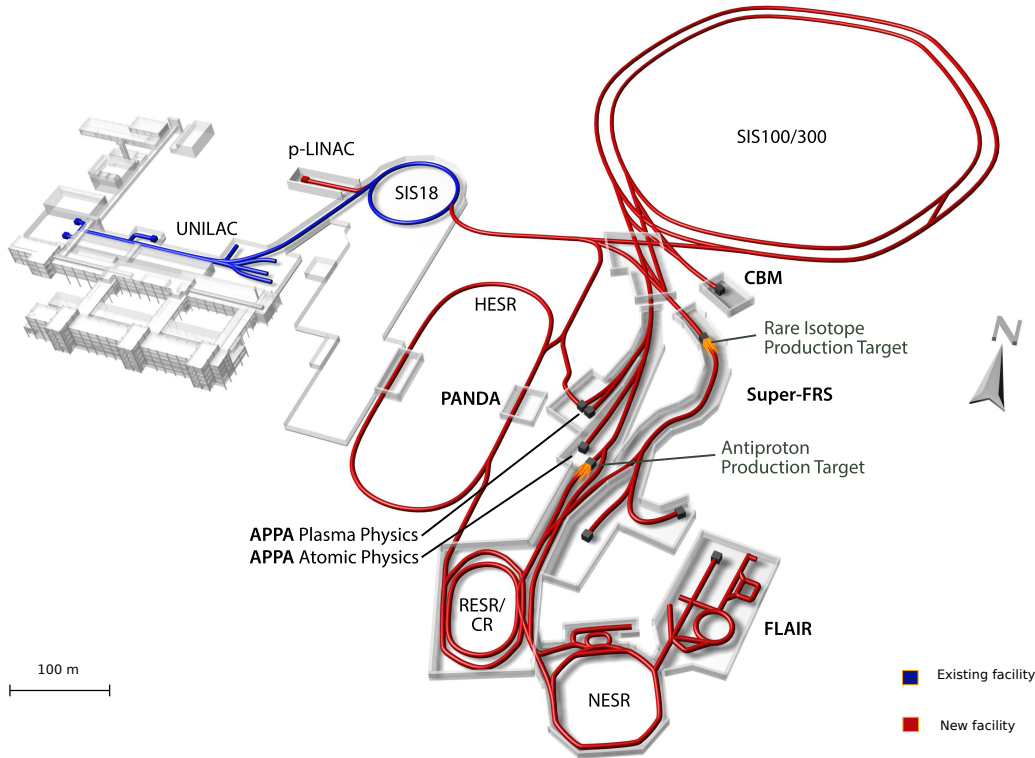 SIS100/300
p-LINAC
SIS18
UNILAC
CBM
HESR
N
Rare Isotope
Production Target
PANDA
Super-FRS
Antiproton
Production Target
APPA Plasma Physics
APPA Atomic Physics
RESR/
CR
FLAIR
100 m
NESR
Existing facility
New facility